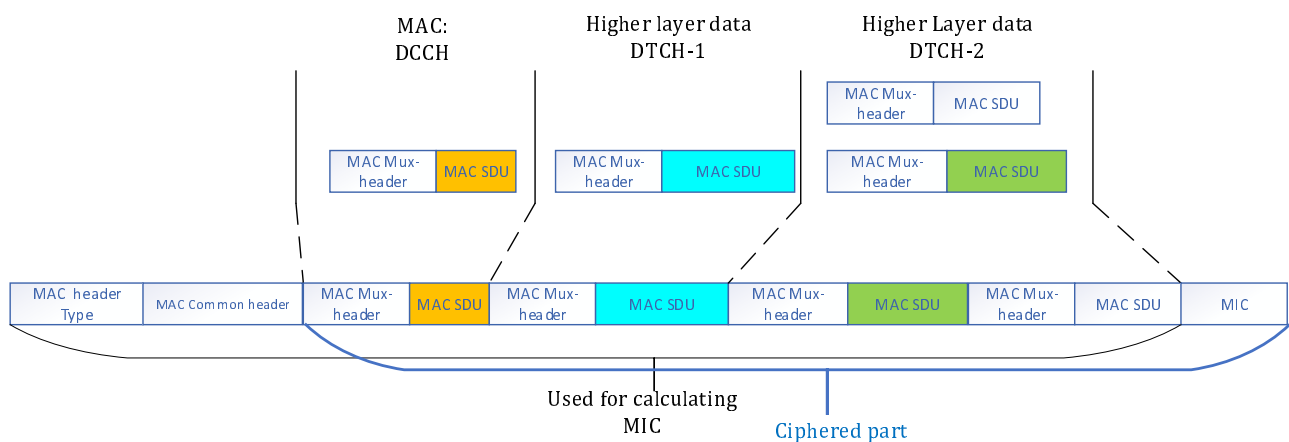 MAC:
DCCH
Higher layer data
DTCH-1
Higher Layer data
DTCH-2
MAC Mux-
header
MAC SDU
MAC Mux-
header
MAC SDU
MAC Mux-
header
MAC SDU
MAC Mux-
header
MAC SDU
MAC header
Type
MAC Common header
MAC Mux-
header
MAC SDU
MAC Mux-
header
MAC SDU
MAC Mux-
header
MAC SDU
MAC Mux-
header
MAC SDU
MIC
Used for calculating
MIC
Ciphered part